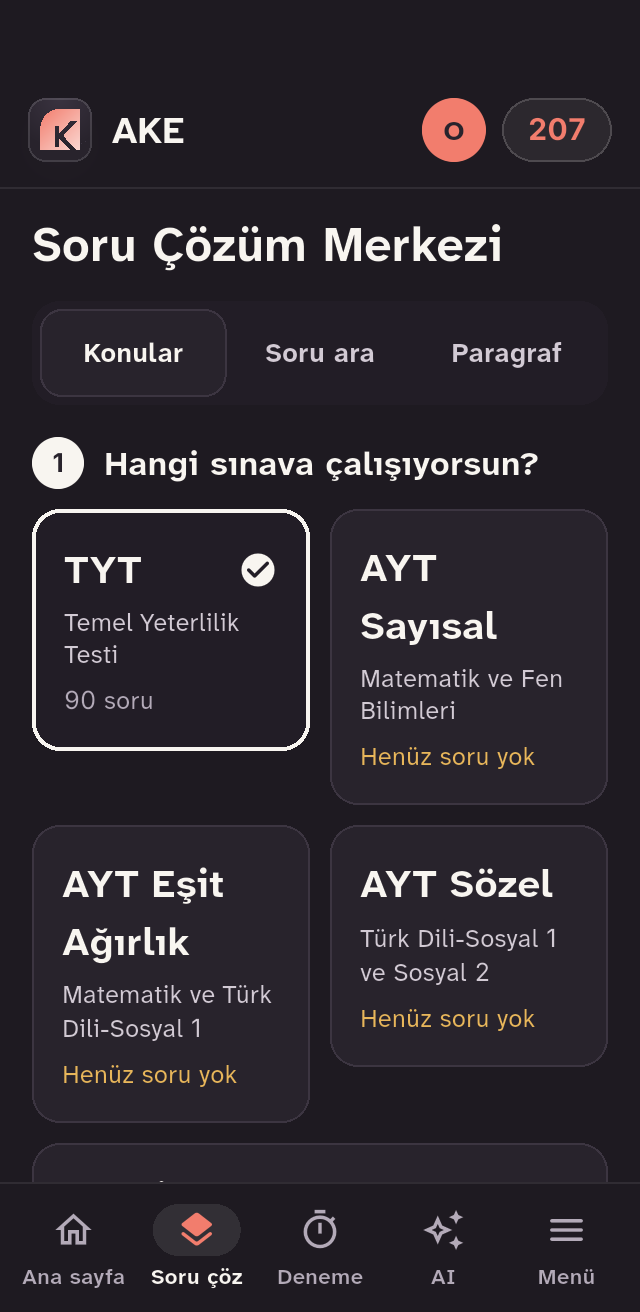 K
AKE
O
207
Soru Çözüm Merkezi
Konular
Soru ara
Paragraf
1
Hangi sınava çalışıyorsun?
TYT
Temel Yeterlilik
Testi
90 soru
AYT
Sayısal
Matematik ve Fen
Bilimleri
Henüz soru yok
AYT Eşit
Ağırlık
Matematik ve Türk
Dili-Sosyal 1
Henüz soru yok
AYT Sözel
Türk Dili-Sosyal 1
ve Sosyal 2
Henüz soru yok
Ana sayfa
Soru çöz
Deneme
AI
Menü